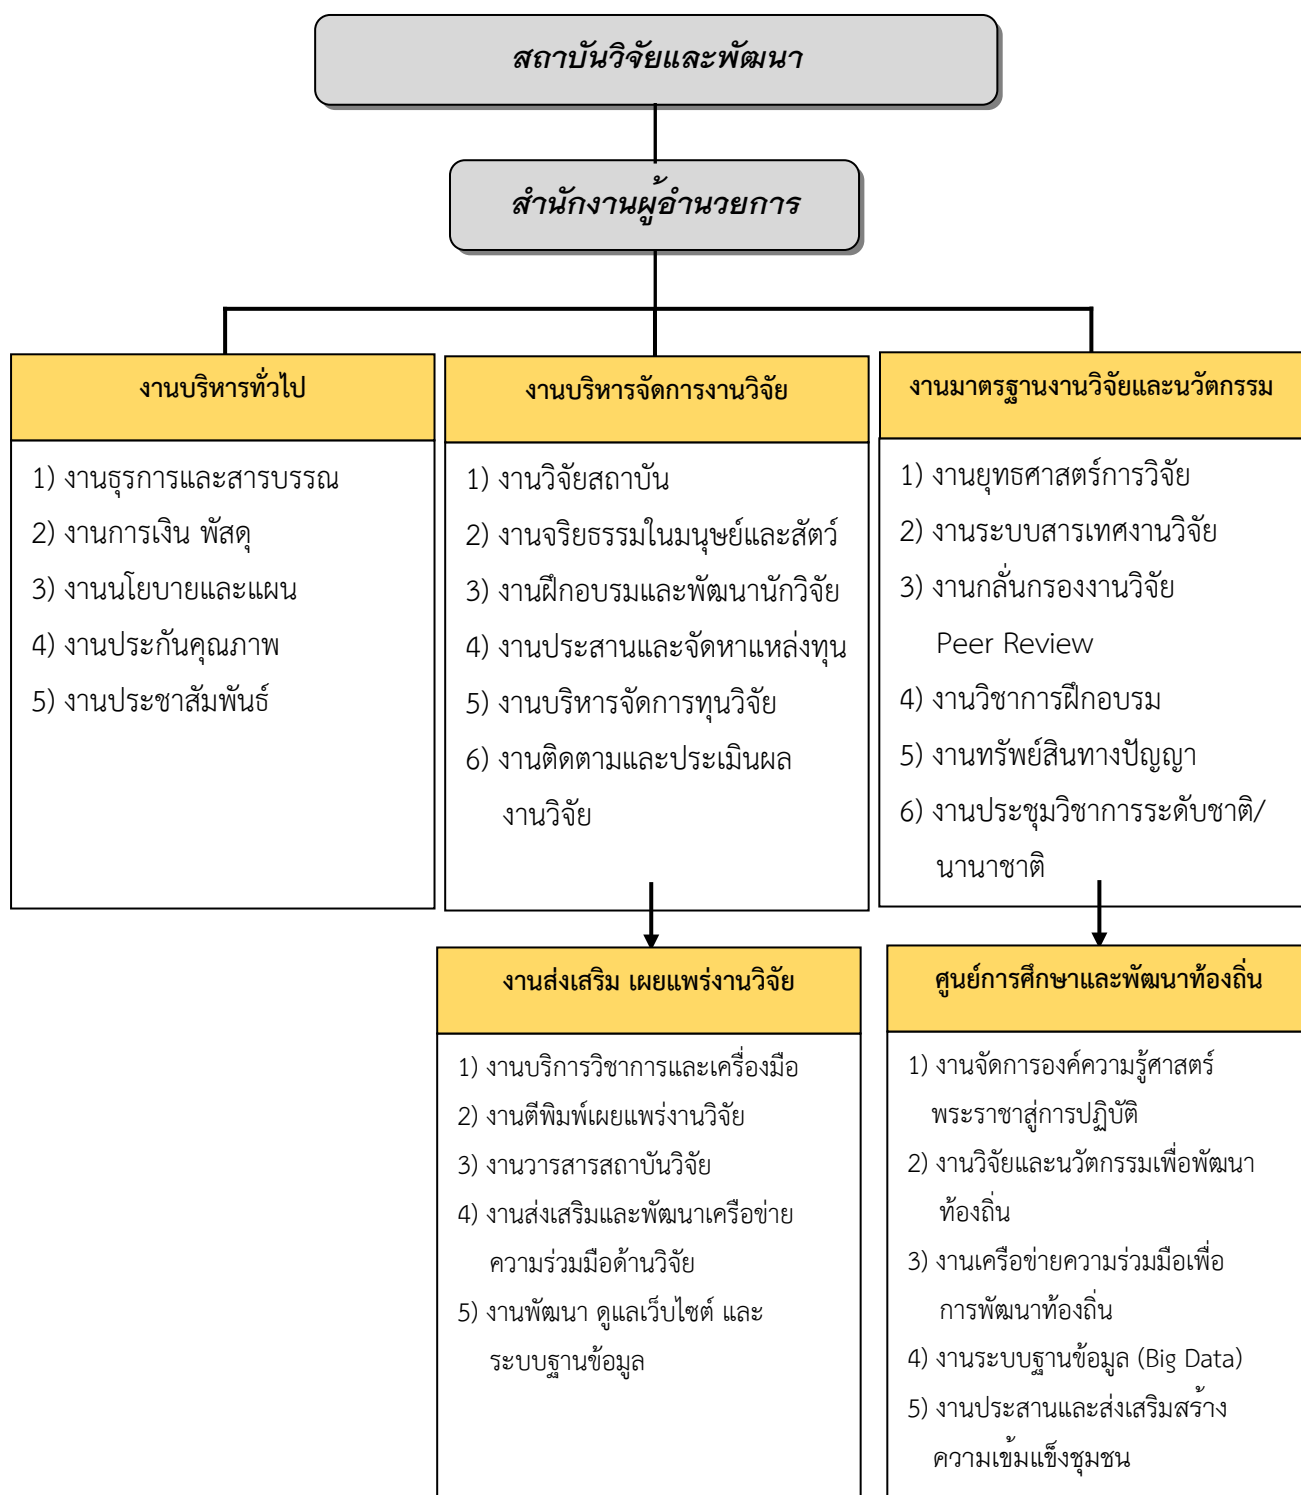 สถาบันวิจัยและพัฒนา
สำนักงานผู้อำนวยการ
งานบริหารทั่วไป
1) งานธุรการและสารบรรณ
2) งานการเงิน พัสดุ
3) งานนโยบายและแผน
4) งานประกันคุณภาพ
5) งานประชาสัมพันธ์
งานบริหารจัดการงานวิจัย
1) งานวิจัยสถาบัน
2) งานจริยธรรมในมนุษย์และสัตว์
3) งานฝึกอบรมและพัฒนานักวิจัย
4) งานประสานและจัดหาแหล่งทุน
5) งานบริหารจัดการทุนวิจัย
6) งานติดตามและประเมินผล
งานวิจัย
งานมาตรฐานงานวิจัยและนวัตกรรม
1) งานยุทธศาสตร์การวิจัย
2) งานระบบสารเทศงานวิจัย
3) งานกลั่นกรองงานวิจัย
Peer Review
4) งานวิชาการฝึกอบรม
5) งานทรัพย์สินทางปัญญา
6) งานประชุมวิชาการระดับชาติ/
นานาชาติ
งานส่งเสริม เผยแพร่งานวิจัย
1) งานบริการวิชาการและเครื่องมือ
2) งานตีพิมพ์เผยแพร่งานวิจัย
3) งานวารสารสถาบันวิจัย
4) งานส่งเสริมและพัฒนาเครือข่าย
ความร่วมมือด้านวิจัย
5) งานพัฒนา ดูแลเว็บไซต์ และ
ระบบฐานข้อมูล
ศูนย์การศึกษาและพัฒนาท้องถิ่น
1) งานจัดการองค์ความรู้ศาสตร์
พระราชาสู่การปฏิบัติ
2) งานวิจัยและนวัตกรรมเพื่อพัฒนา
ท้องถิ่น
3) งานเครือข่ายความร่วมมือเพื่อ
การพัฒนาท้องถิ่น
4) งานระบบฐานข้อมูล (Big Data)
5) งานประสานและส่งเสริมสร้าง
ความเข้มแข็งชุมชน